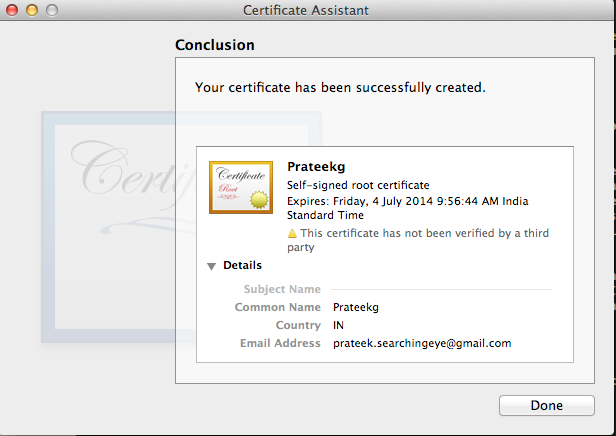 Certificate Assistant
Conclusion
Your certificate has been successfully created.
Certificate
Root
Prateekg
Self-signed root certificate
Expires: Friday, 4 July 2014 9:56:44 AM India
Standard Time
This certificate has not been verified by a third
party
Details
Subject Name
Common Name Prateekg
Country IN
Email Address prateek.searchingeye@gmail.com
Done